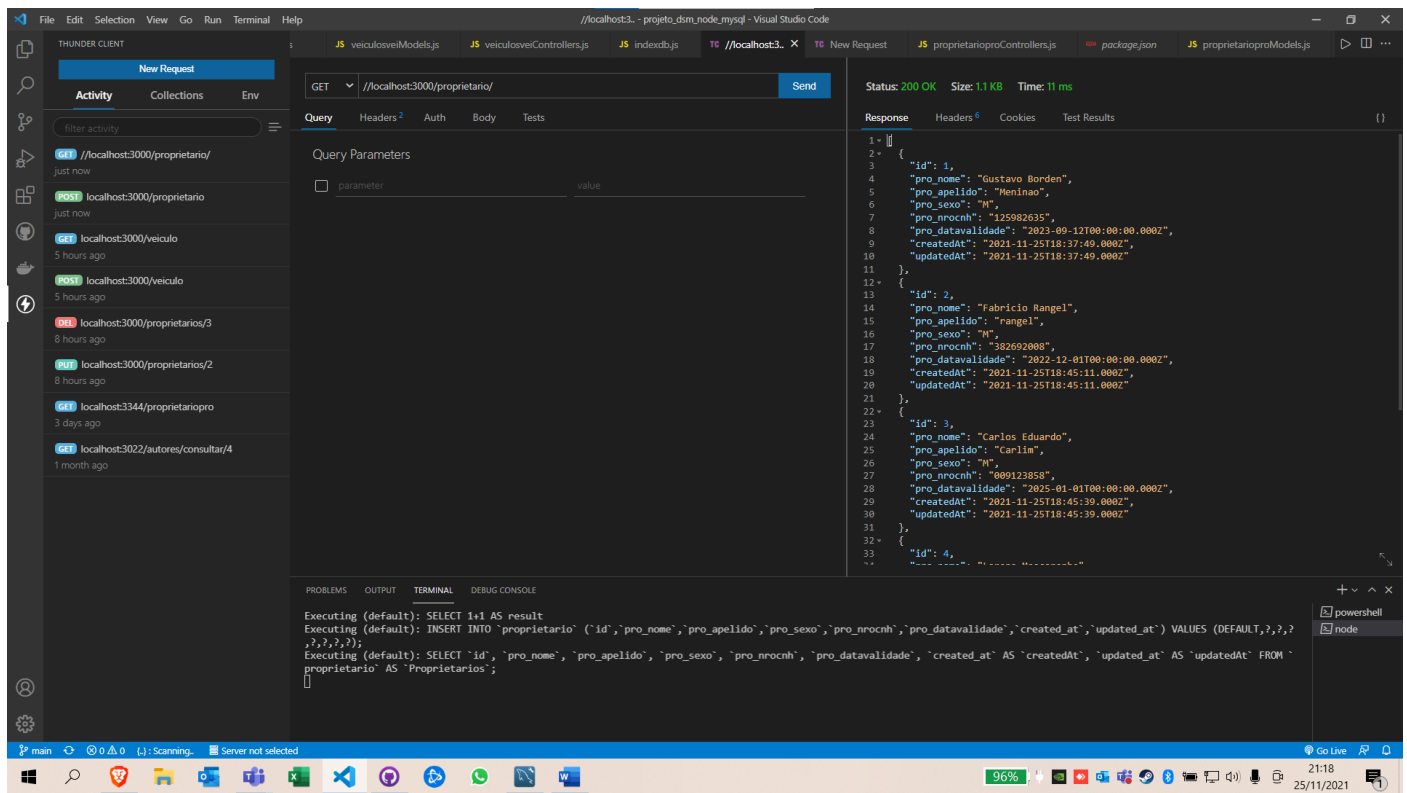 File Edit Selection View Go Run Terminal Help
//localhost:3.. - projeto_dsm_node_mysql - Visual Studio Code
THUNDER CLIENT
New Request
Activity Collections Env
filter activity
GET //localhost:3000/proprietario/
just now
POST localhost:3000/proprietario
just now
GET localhost:3000/veiculo
5 hours ago
POST localhost:3000/veiculo
5 hours ago
DEL localhost:3000/proprietarios/3
8 hours ago
PUT localhost:3000/proprietarios/2
8 hours ago
GET localhost:3344/proprietariopro
3 days ago
GET localhost:3022/autores/consultar/4
1 month ago
s JS veiculosveiModels.js JS veiculosveiControllers.js JS indexdb.js TC //localhost:3.. TC New Request JS proprietarioproControllers.js package.json JS proprietarioproModels.js
GET //localhost:3000/proprietario/ Send
Query Headers 2 Auth Body Tests
Query Parameters
parameter value
Status: 200 OK Size: 1.1 KB Time: 11 ms
Response Headers 6 Cookies Test Results { }
1 [
2 {
3 "id": 1,
4 "pro_nome": "Gustavo Borden",
5 "pro_apelido": "Meninao",
6 "pro_sexo": "M",
7 "pro_nrocnh": "125982635",
8 "pro_datavalidade": "2023-09-12T00:00:00.000Z",
9 "createdAt": "2021-11-25T18:37:49.000Z",
10 "updatedAt": "2021-11-25T18:37:49.000Z"
11 },
12 {
13 "id": 2,
14 "pro_nome": "Fabricio Rangel",
15 "pro_apelido": "rangel",
16 "pro_sexo": "M",
17 "pro_nrocnh": "382692008",
18 "pro_datavalidade": "2022-12-01T00:00:00.000Z",
19 "createdAt": "2021-11-25T18:45:11.000Z",
20 "updatedAt": "2021-11-25T18:45:11.000Z"
21 },
22 {
23 "id": 3,
24 "pro_nome": "Carlos Eduardo",
25 "pro_apelido": "Carlim",
26 "pro_sexo": "M",
27 "pro_nrocnh": "009123858",
28 "pro_datavalidade": "2025-01-01T00:00:00.000Z",
29 "createdAt": "2021-11-25T18:45:39.000Z",
30 "updatedAt": "2021-11-25T18:45:39.000Z"
31 },
32 {
33 "id": 4,
PROBLEMS OUTPUT TERMINAL DEBUG CONSOLE
Executing (default): SELECT 1+1 AS result
Executing (default): INSERT INTO `proprietario` (`id`,`pro_nome`,`pro_apelido`,`pro_sexo`,`pro_nrocnh`,`pro_datavalidade`,`created_at`,`updated_at`) VALUES (DEFAULT,?,?,?
,?,?,?,?);
Executing (default): SELECT `id`, `pro_nome`, `pro_apelido`, `pro_sexo`, `pro_nrocnh`, `pro_datavalidade`, `created_at` AS `createdAt`, `updated_at` AS `updatedAt` FROM `
proprietario` AS `Proprietarios`;
powershell
node
main 0 0 {..} : Scanning.. Server not selected Go Live
96%
21:18
25/11/2021
1